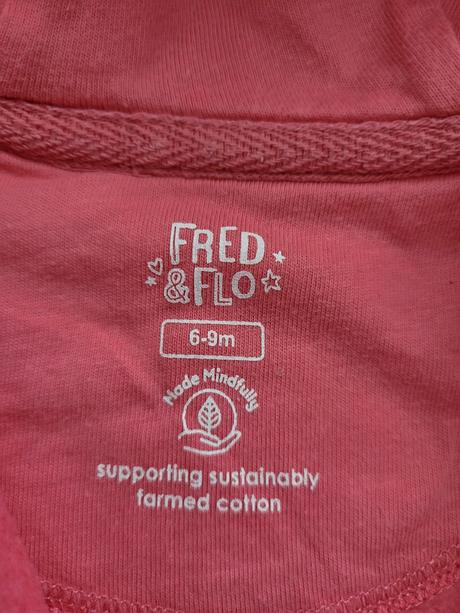 FRED
&FLO
6-9m
Made Mindfully
supporting sustainably
farmed cotton